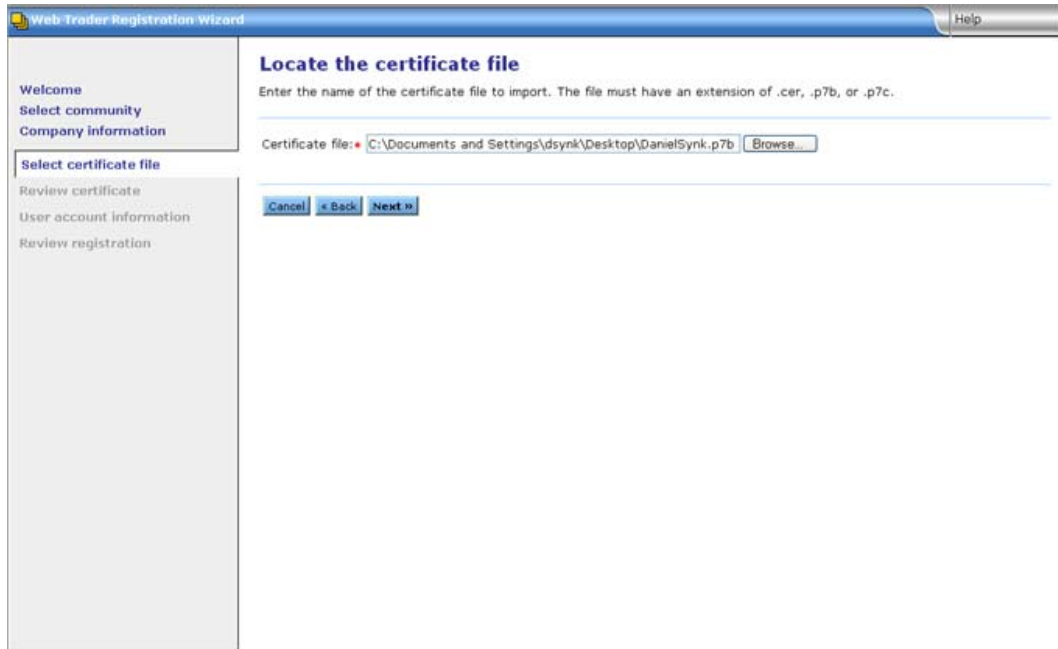 Web Trader Registration Wizard
Help
Welcome
Select community
Company information
Select certificate file
Review certificate
User account information
Review registration
Locate the certificate file
Enter the name of the certificate file to import. The file must have an extension of .cer, .p7b, or .p7c.
Certificate file:• C:\Documents and Settings\dsynk\Desktop\DanielSynk.p7b Browse...
Cancel « Back Next »